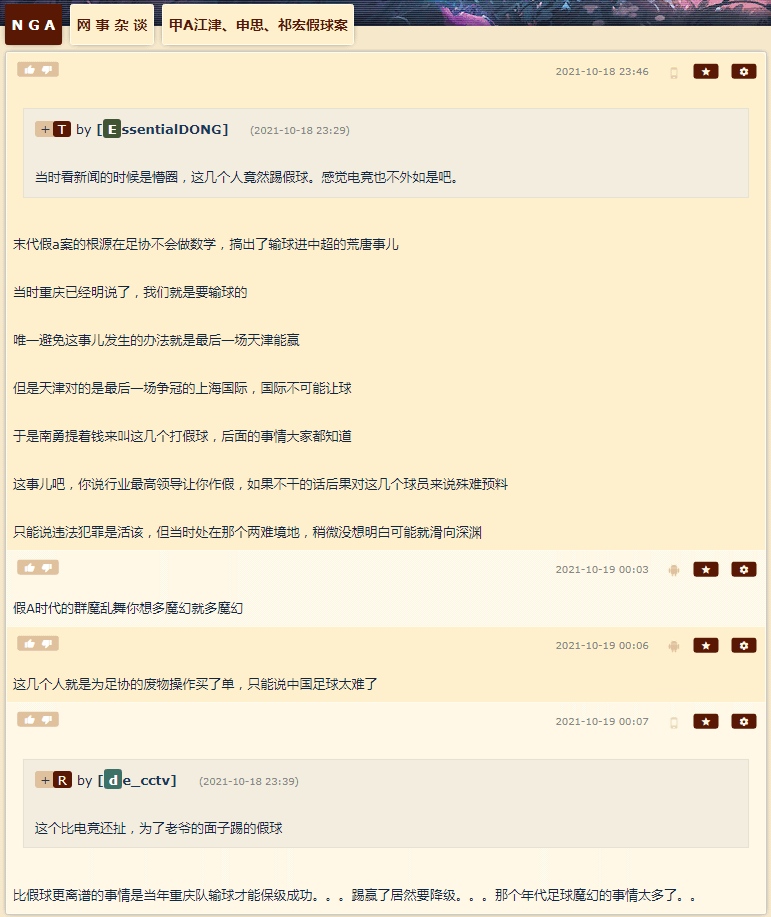 NGA 网事杂谈 甲A江津、申思、祁宏假球案
2021-10-18 23:46
+ T by [EssentialDONG] (2021-10-18 23:29)
当时看新闻的时候是懵圈，这几个人竟然踢假球。感觉电竞也不外如是吧。
末代假a案的根源在足协不会做数学，搞出了输球进中超的荒唐事儿
当时重庆已经明说了，我们就是要输球的
唯一避免这事儿发生的办法就是最后一场天津能赢
但是天津对的是最后一场争冠的上海国际，国际不可能让球
于是南勇提着钱来叫这几个打假球，后面的事情大家都知道
这事儿吧，你说行业最高领导让你作假，如果不干的话后果对这几个球员来说殊难预料
只能说违法犯罪是活该，但当时处在那个两难境地，稍微没想明白可能就滑向深渊
2021-10-19 00:03
假A时代的群魔乱舞你想多魔幻就多魔幻
2021-10-19 00:06
这几个人就是为足协的废物操作买了单，只能说中国足球太难了
2021-10-19 00:07
+ R by [de_cctv] (2021-10-18 23:39)
这个比电竞还扯，为了老爷的面子踢的假球
比假球更离谱的事情是当年重庆队输球才能保级成功。。。踢赢了居然要降级。。。那个年代足球魔幻的事情太多了。。